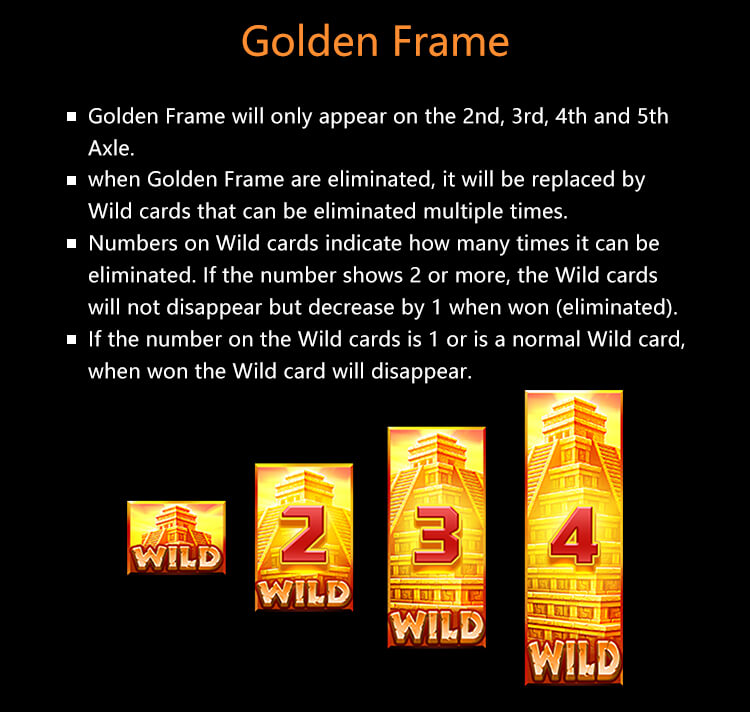 Golden Frame
Golden Frame will only appear on the 2nd, 3rd, 4th and 5th
Axle.
when Golden Frame are eliminated, it will be replaced by
Wild cards that can be eliminated multiple times.
Numbers on Wild cards indicate how many times it can be
eliminated. If the number shows 2 or more, the Wild cards
will not disappear but decrease by 1 when won (eliminated).
If the number on the Wild cards is 1 or is a normal Wild card,
when won the Wild card will disappear.
WILD
2
WILD
3
WILD
4
WILD